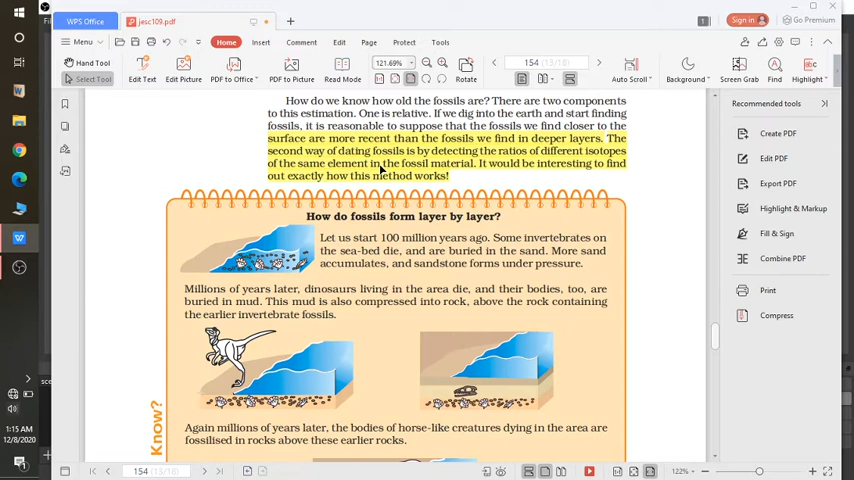 WPS Office
jesc109.pdf
1
Sign in
Go Premium
Menu
Home
Insert
Comment
Edit
Page
Protect
Tools
Hand Tool
Select Tool
Edit Text
Edit Picture
PDF to Office
PDF to Picture
Read Mode
121.69%
Rotate
154 (13/18)
Auto Scroll
Background
Screen Grab
Find
Highlight
Recommended tools
Create PDF
Edit PDF
Export PDF
Highlight & Markup
Fill & Sign
Combine PDF
Print
Compress
How do we know how old the fossils are? There are two components
to this estimation. One is relative. If we dig into the earth and start finding
fossils, it is reasonable to suppose that the fossils we find closer to the
surface are more recent than the fossils we find in deeper layers. The
second way of dating fossils is by detecting the ratios of different isotopes
of the same element in the fossil material. It would be interesting to find
out exactly how this method works!
How do fossils form layer by layer?
Let us start 100 million years ago. Some invertebrates on
the sea-bed die, and are buried in the sand. More sand
accumulates, and sandstone forms under pressure.
Millions of years later, dinosaurs living in the area die, and their bodies, too, are
buried in mud. This mud is also compressed into rock, above the rock containing
the earlier invertebrate fossils.
Again millions of years later, the bodies of horse-like creatures dying in the area are
fossilised in rocks above these earlier rocks.
Know?
1:15 AM
12/8/2020
154 (13/18)
122%